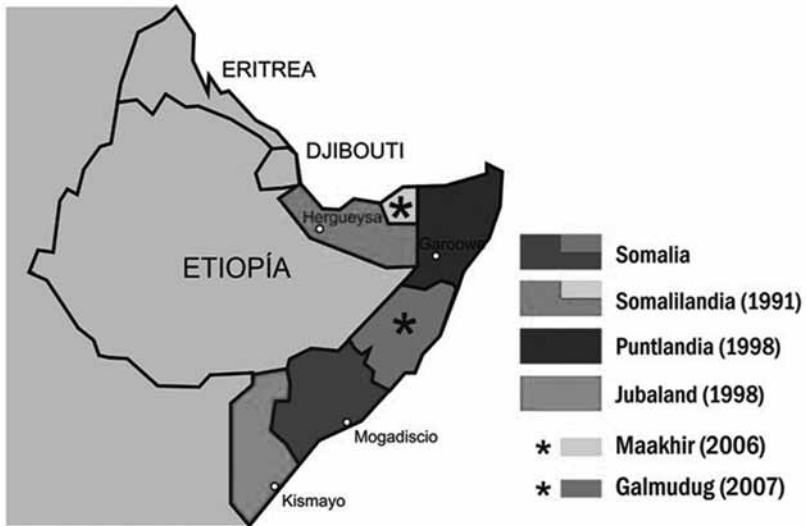 ERITREA
DJIBOUTI
Hergueysa
*
Garoowe
ETIOPÍA
*
Mogadiscio
Kismayo
Somalia
Somalilandia (1991)
Puntlandia (1998)
Jubaland (1998)
* Maakhir (2006)
* Galmudug (2007)